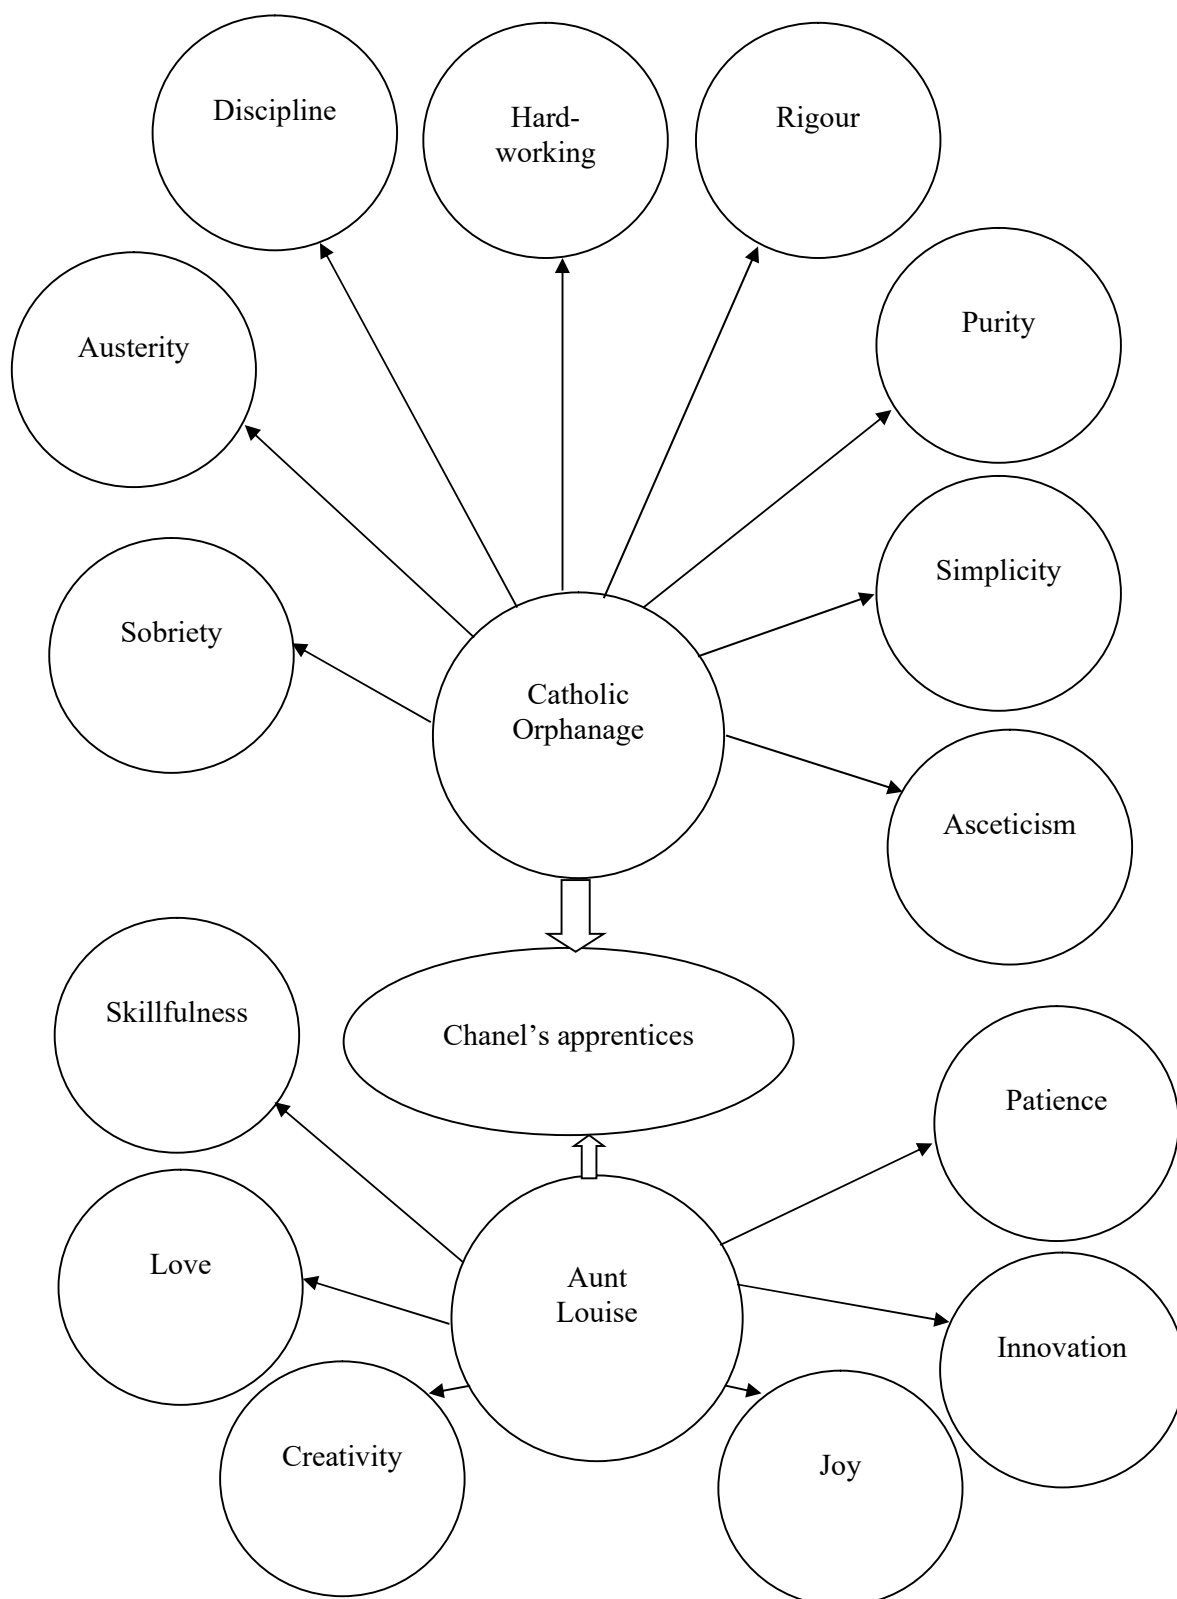 Discipline
Hard-
working
Rigour
Purity
Austerity
Simplicity
Sobriety
Catholic
Orphanage
Asceticism
Skillfulness
Chanel’s apprentices
Patience
Love
Aunt
Louise
Innovation
Creativity
Joy